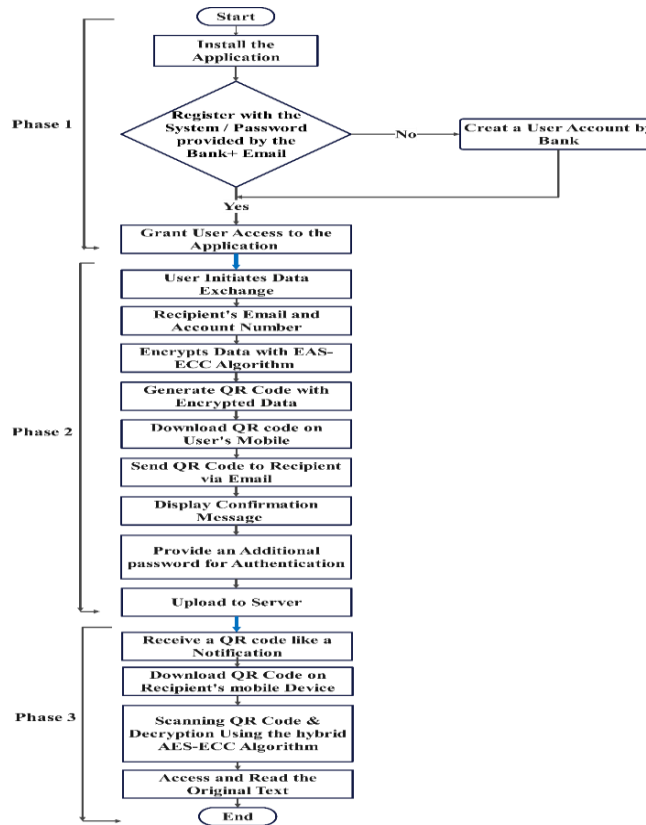 Start
Install the
Application
Phase 1
Register with the
System / Password
provided by the
Bank+ Email
No
Creat a User Account by
Bank
Yes
Grant User Access to the
Application
User Initiates Data
Exchange
Recipient's Email and
Account Number
Encrypts Data with EAS-
ECC Algorithm
Generate QR Code with
Encrypted Data
Phase 2
Download QR code on
User's Mobile
Send QR Code to Recipient
via Email
Display Confirmation
Message
Provide an Additional
password for Authentication
Upload to Server
Receive a QR code like a
Notification
Download QR Code on
Recipient's mobile Device
Phase 3
Scanning QR Code &
Decryption Using the hybrid
AES-ECC Algorithm
Access and Read the
Original Text
End